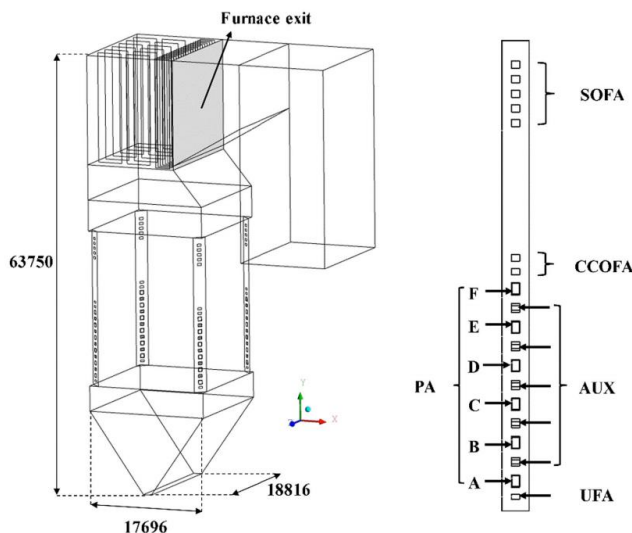 Furnace exit
63750
18816
17696
Y
X
SOFA
CCOFA
F
E
D
PA
AUX
C
B
A
UFA